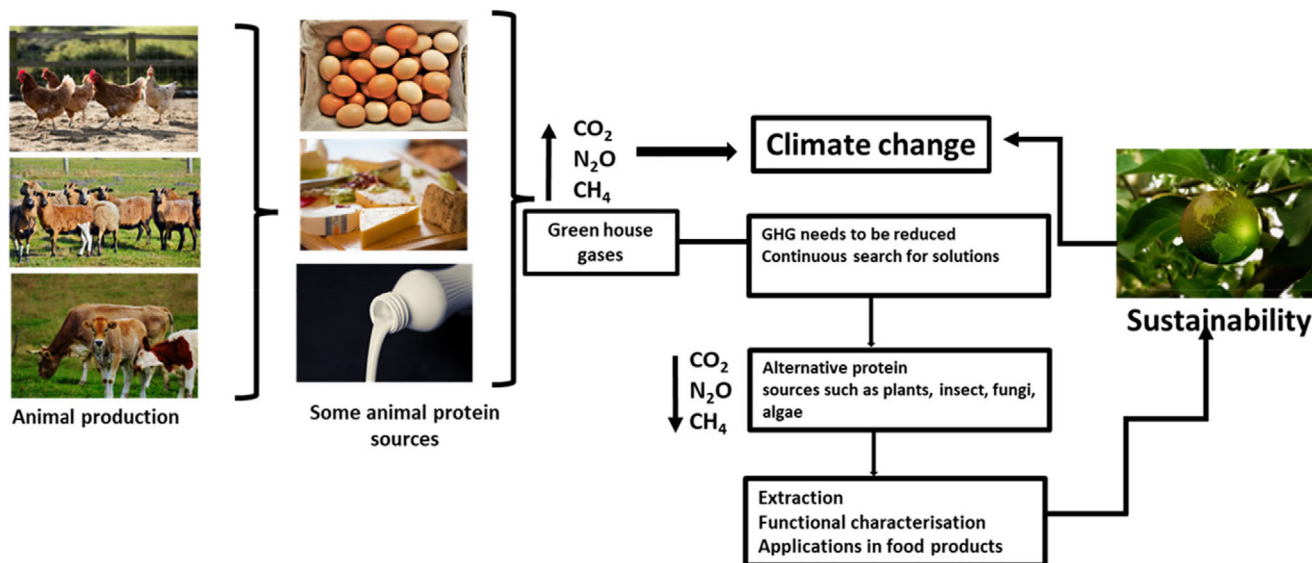 Animal production
Some animal protein
sources
CO₂
N₂O
CH₄
Green house
gases
Climate change
GHG needs to be reduced
Continuous search for solutions
CO₂
N₂O
CH₄
Alternative protein
sources such as plants, insect, fungi,
algae
Extraction
Functional characterisation
Applications in food products
Sustainability